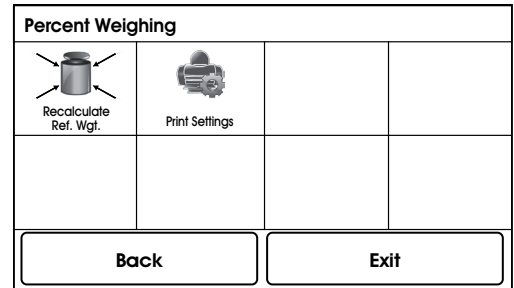 Percent Weighing
Recalculate
Ref. Wgt.
Print Settings
Back
Exit